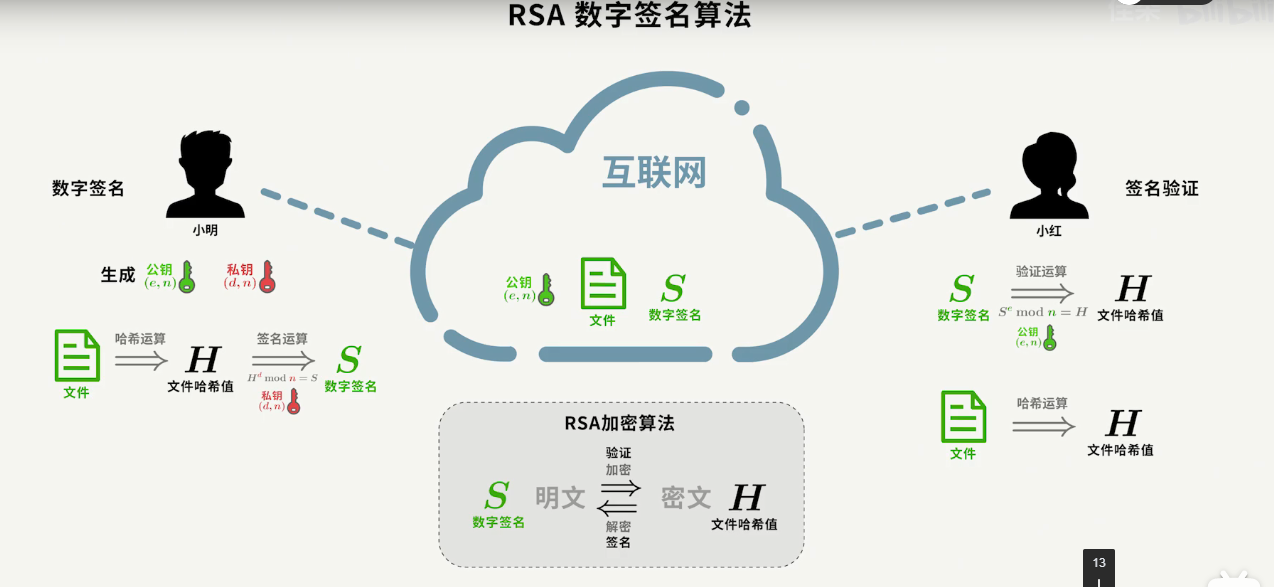 RSA 数字签名算法
数字签名
小明
生成
公钥
(e, n)
私钥
(d, n)
文件
哈希运算
H
文件哈希值
签名运算
H^d mod n = S
私钥
(d, n)
S
数字签名
互联网
公钥
(e, n)
文件
S
数字签名
签名验证
小红
S
数字签名
验证运算
S^e mod n = H
公钥
(e, n)
H
文件哈希值
文件
哈希运算
H
文件哈希值
RSA加密算法
验证
加密
S
数字签名
明文
密文
H
文件哈希值
解密
签名
13